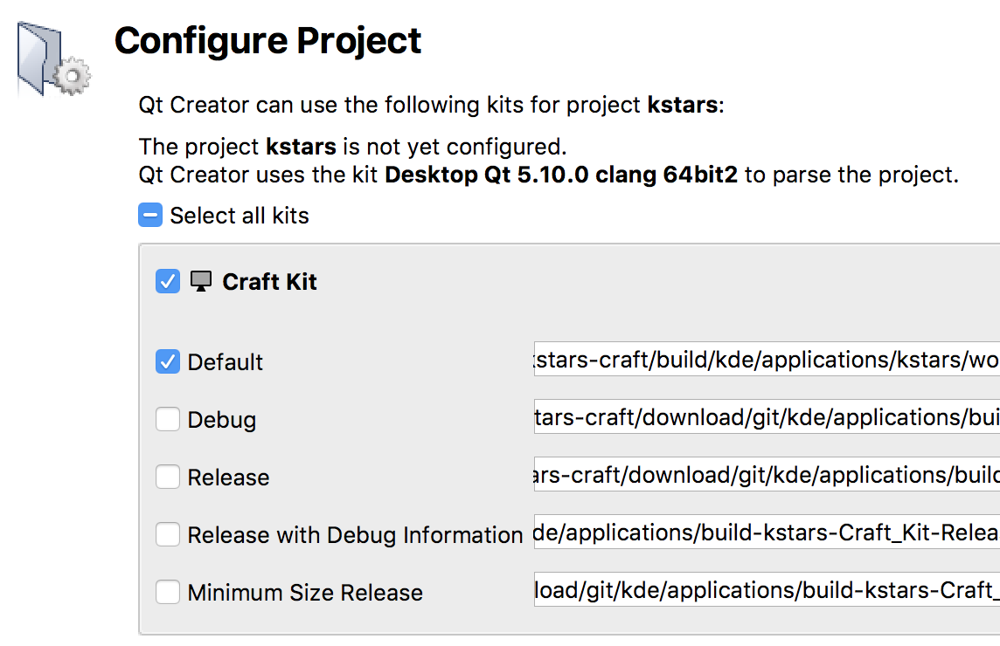 Configure Project
Qt Creator can use the following kits for project kstars:
The project kstars is not yet configured.
Qt Creator uses the kit Desktop Qt 5.10.0 clang 64bit2 to parse the project.
Select all kits
Craft Kit
Default kstars-craft/build/kde/applications/kstars/wo
Debug tars-craft/download/git/kde/applications/bui
Release ars-craft/download/git/kde/applications/build
Release with Debug Information de/applications/build-kstars-Craft_Kit-Relea
Minimum Size Release load/git/kde/applications/build-kstars-Craft_